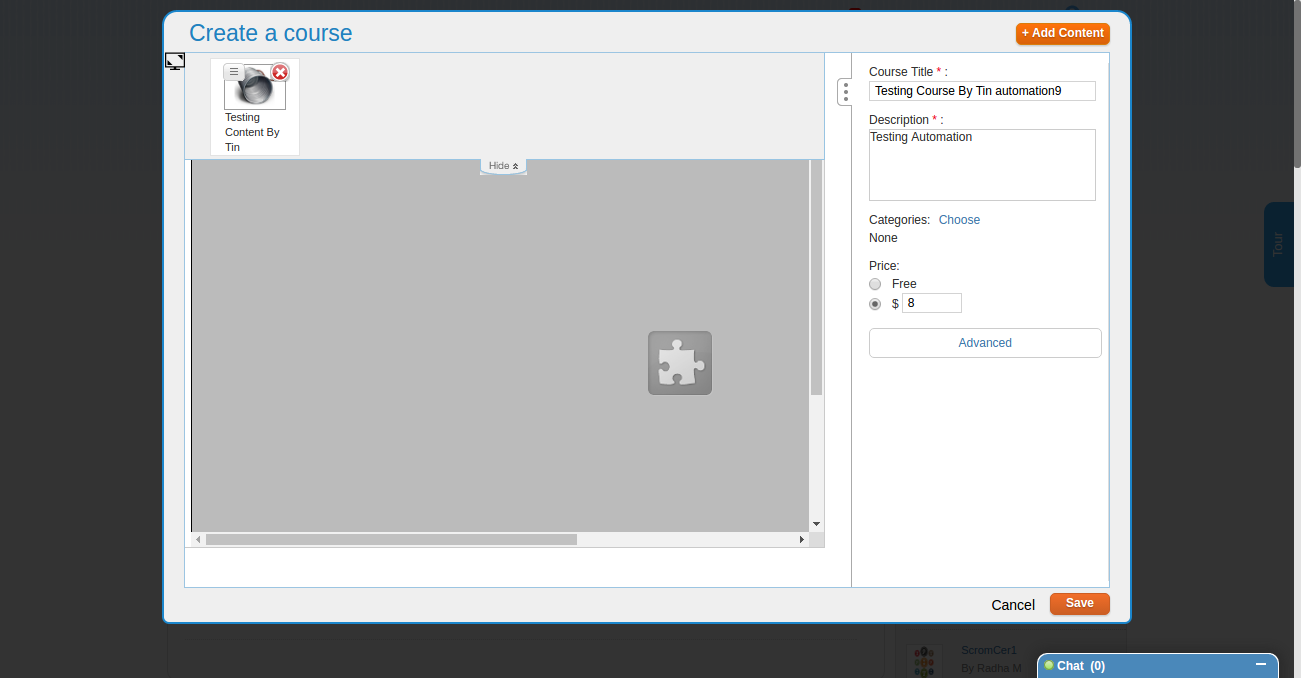 Create a course
+ Add Content
Testing
Content By
Tin
Hide
Course Title * :
Testing Course By Tin automation9
Description * :
Testing Automation
Categories: Choose
None
Price:
Free
$ 8
Advanced
Cancel
Save
Tour
ScromCer1
By Radha M
Chat (0)